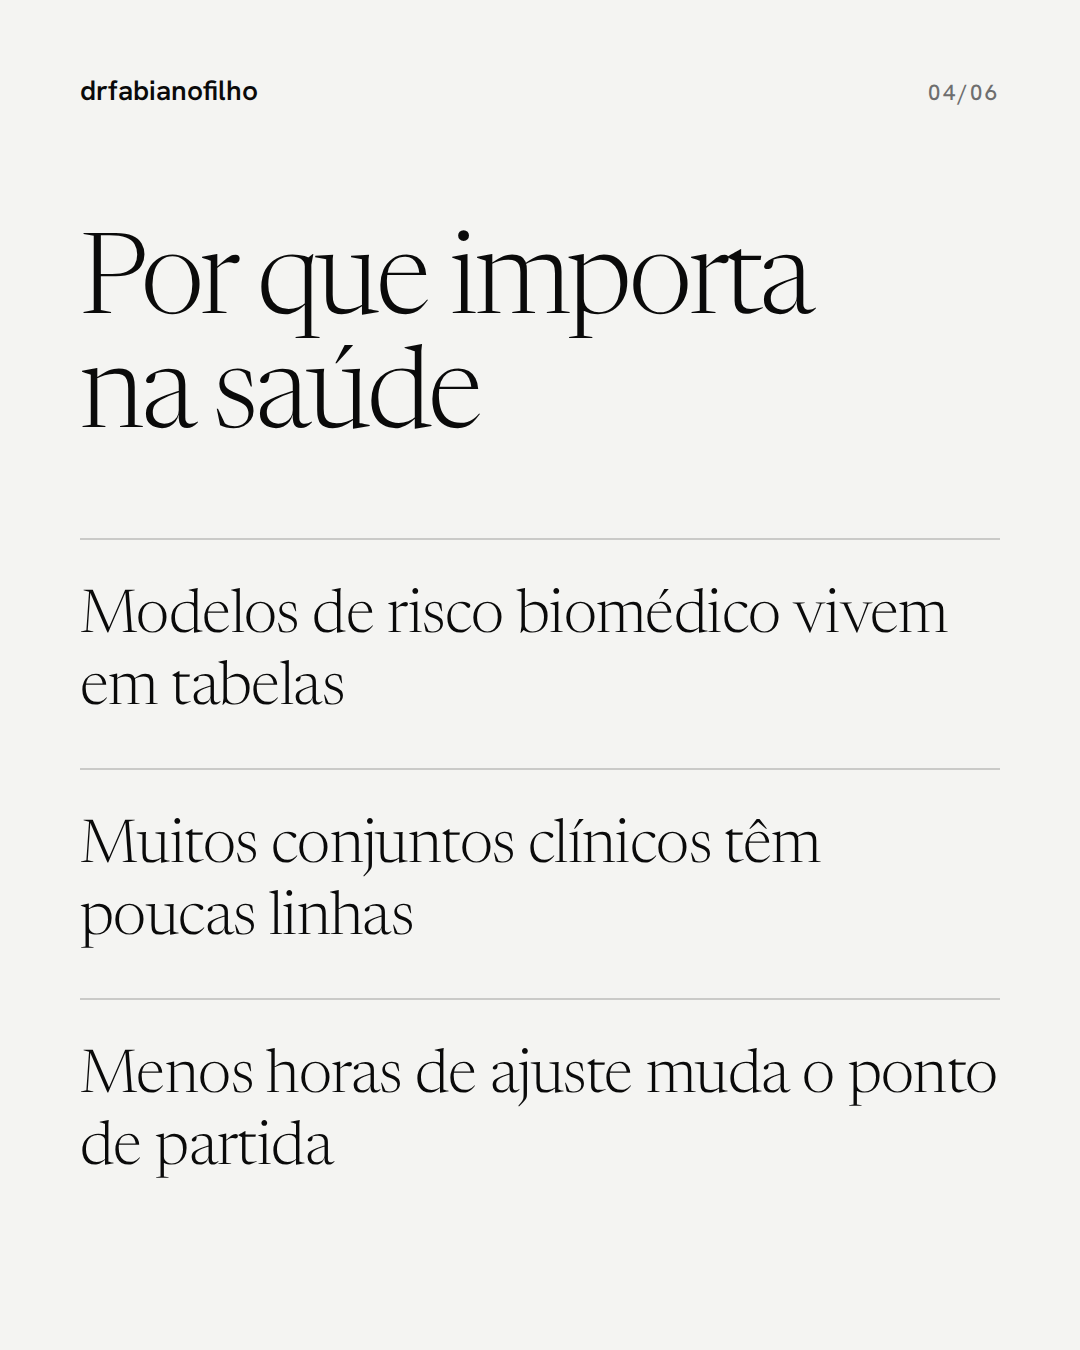 drfabianofilho
04/06
Por que importa
na saúde
Modelos de risco biomédico vivem
em tabelas
Muitos conjuntos clínicos têm
poucas linhas
Menos horas de ajuste muda o ponto
de partida